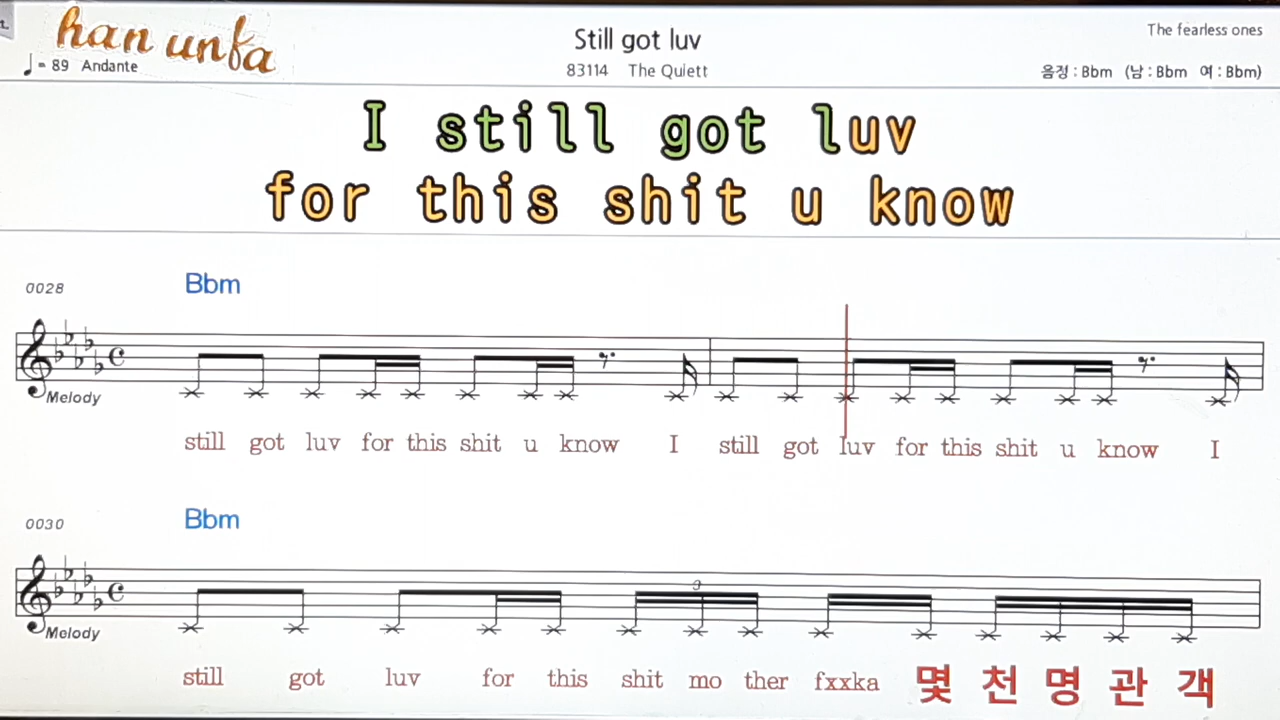 han unfa
♩= 89 Andante
Still got luv
83114 The Quiett
The fearless ones
음정 : Bbm (남 : Bbm 여 : Bbm)
I still got luv
for this shit u know
0028 Bbm
Melody
still got luv for this shit u know I still got luv for this shit u know I
0030 Bbm
3
Melody
still got luv for this shit mo ther fxxka 몇 천 명 관 객